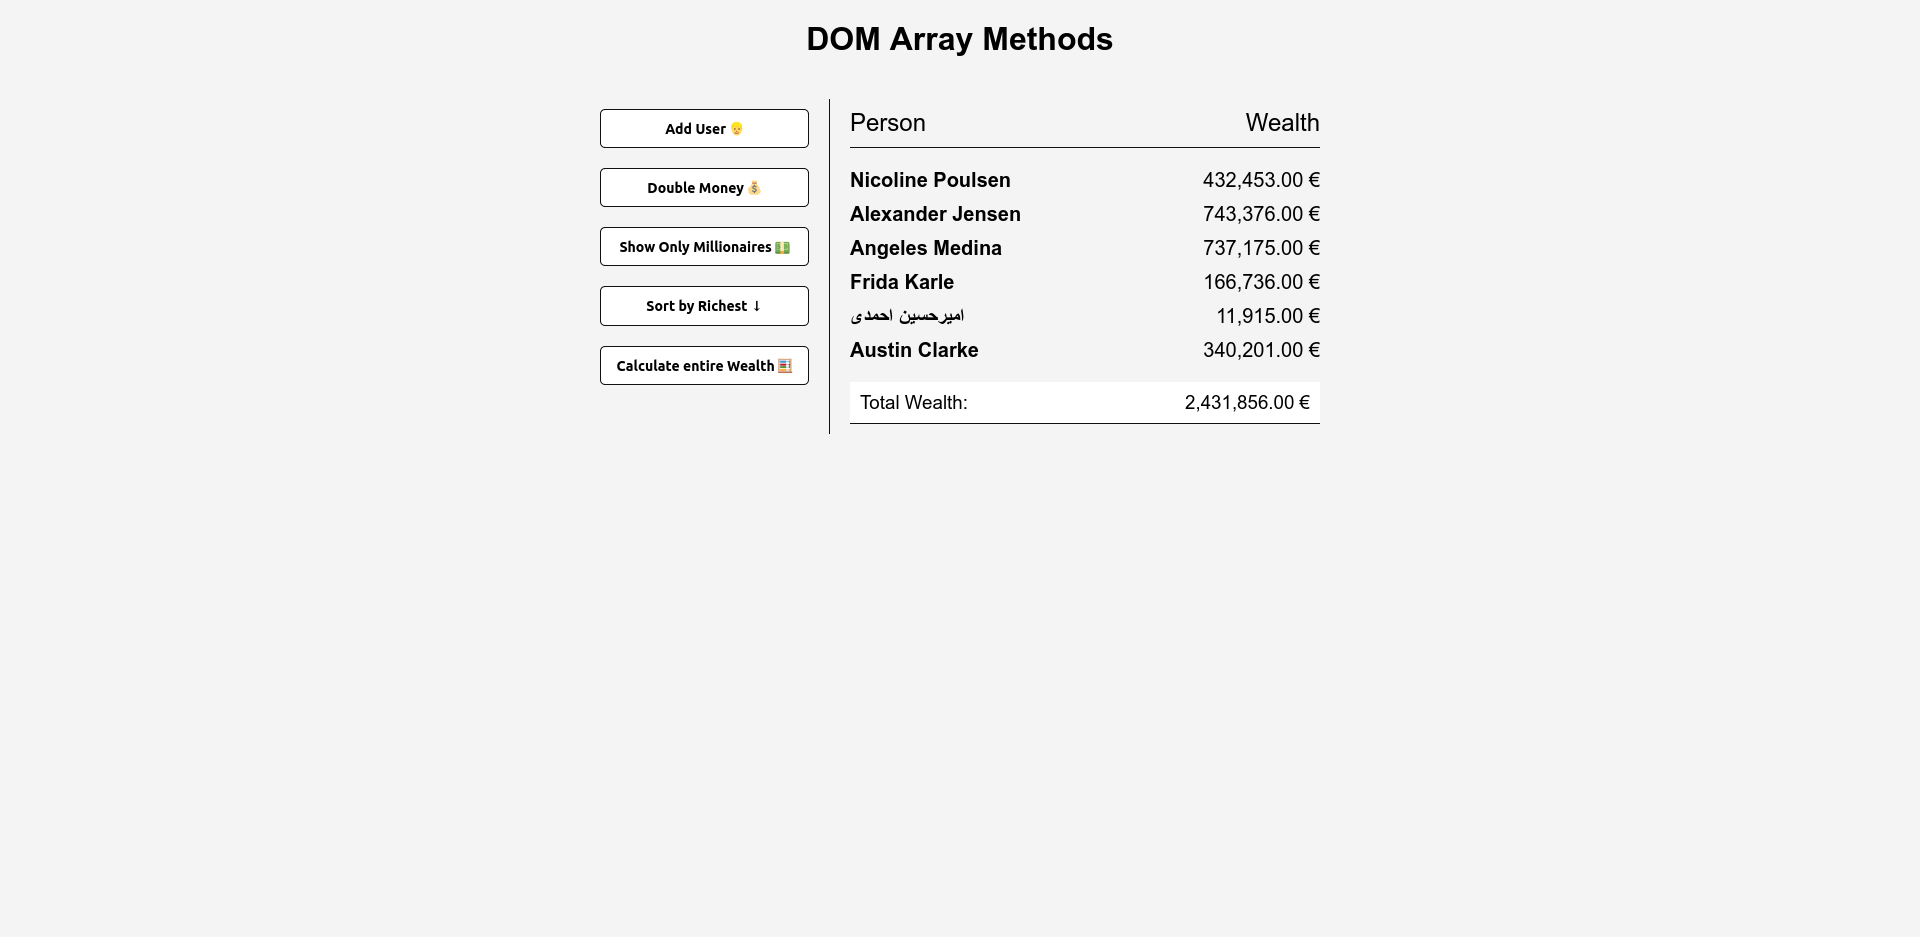 DOM Array Methods
Add User 👱
Double Money 💰
Show Only Millionaires 💵
Sort by Richest ↓
Calculate entire Wealth 🧮
Person Wealth
Nicoline Poulsen 432,453.00 €
Alexander Jensen 743,376.00 €
Angeles Medina 737,175.00 €
Frida Karle 166,736.00 €
امیرحسین احمدی 11,915.00 €
Austin Clarke 340,201.00 €
Total Wealth: 2,431,856.00 €